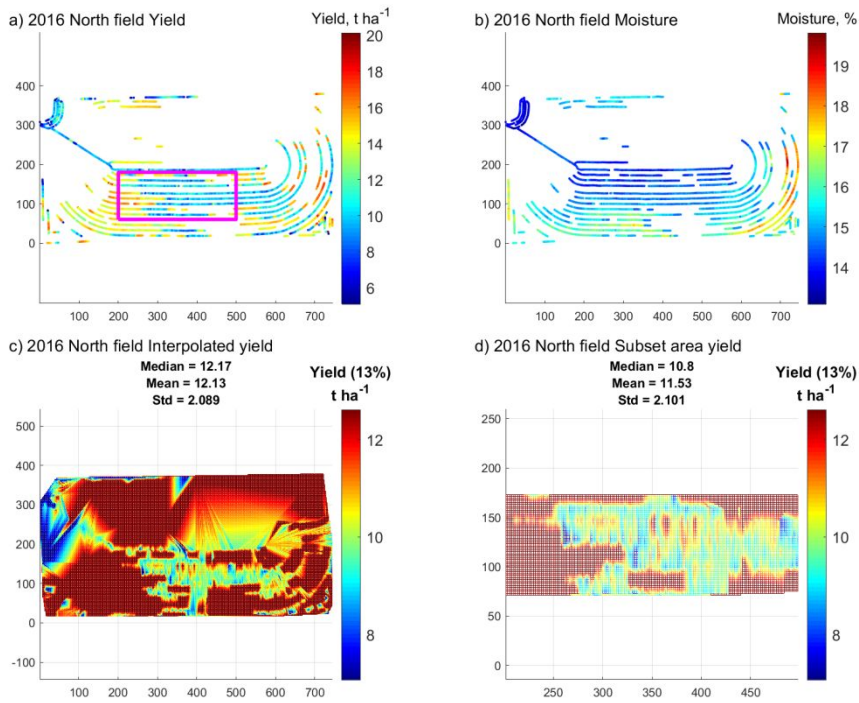 a) 2016 North field Yield
Yield, t ha⁻¹
20
18
16
14
12
10
8
6
400
300
200
100
0
100 200 300 400 500 600 700
b) 2016 North field Moisture
Moisture, %
19
18
17
16
15
14
400
300
200
100
0
100 200 300 400 500 600 700
c) 2016 North field Interpolated yield
Median = 12.17
Mean = 12.13
Std = 2.089
Yield (13%)
t ha⁻¹
12
10
8
500
400
300
200
100
0
-100
100 200 300 400 500 600 700
d) 2016 North field Subset area yield
Median = 10.8
Mean = 11.53
Std = 2.101
Yield (13%)
t ha⁻¹
12
10
8
250
200
150
100
50
0
250 300 350 400 450